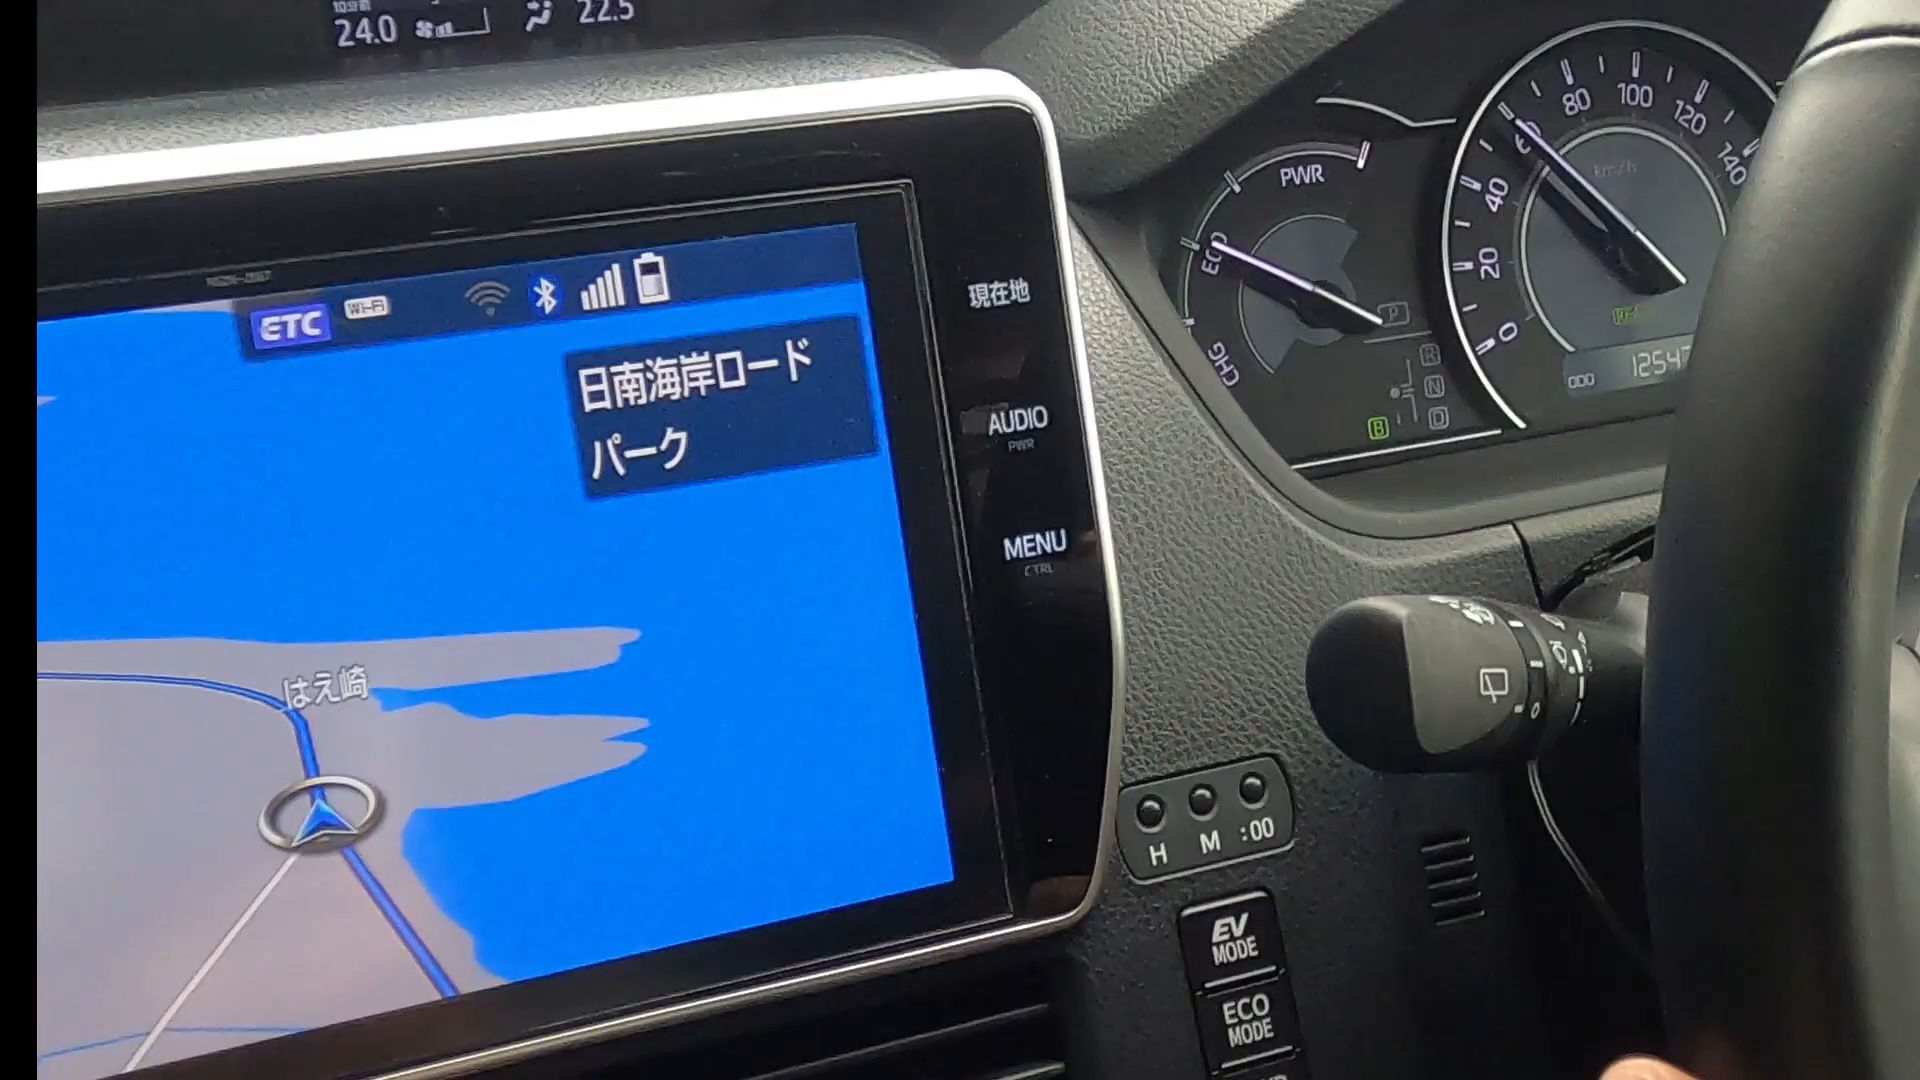 24.0
22.5
ETC
Wi-Fi
日南海岸ロード
パーク
はえ崎
現在地
AUDIO
PWR
MENU
CTRL
PWR
ECO
CHG
P
R
N
D
B
0
20
40
80
100
120
140
km/h
ODO
H
M
:00
EV
MODE
ECO
MODE